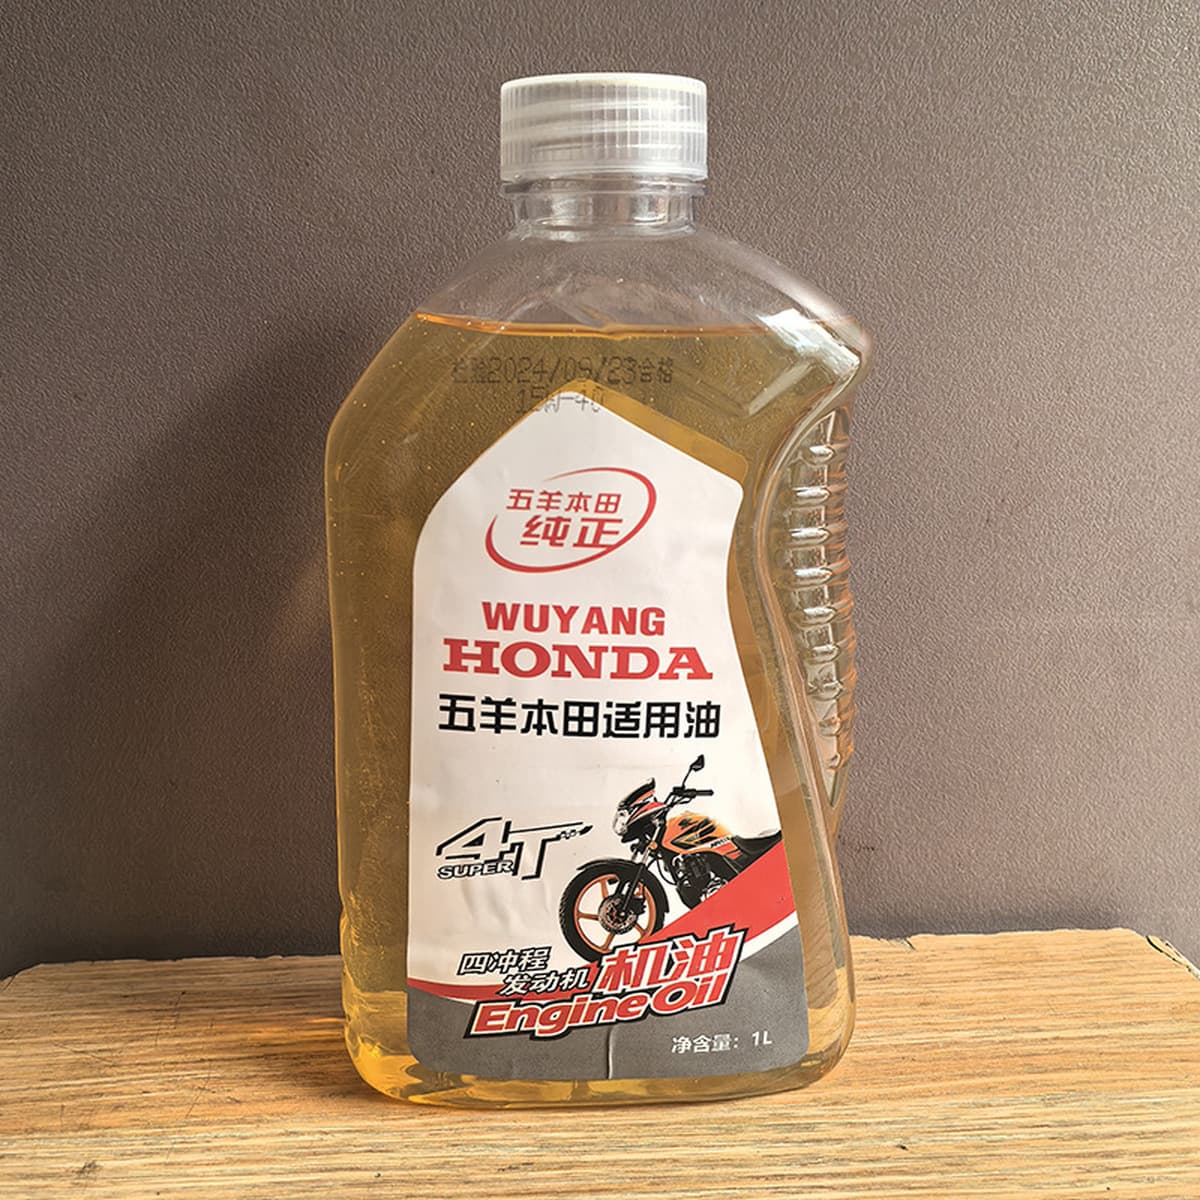 检验2024/09/23合格
15W-40
五羊本田
纯正
WUYANG
HONDA
五羊本田适用油
4T
SUPER
四冲程
发动机 机油
Engine Oil
净含量：1L